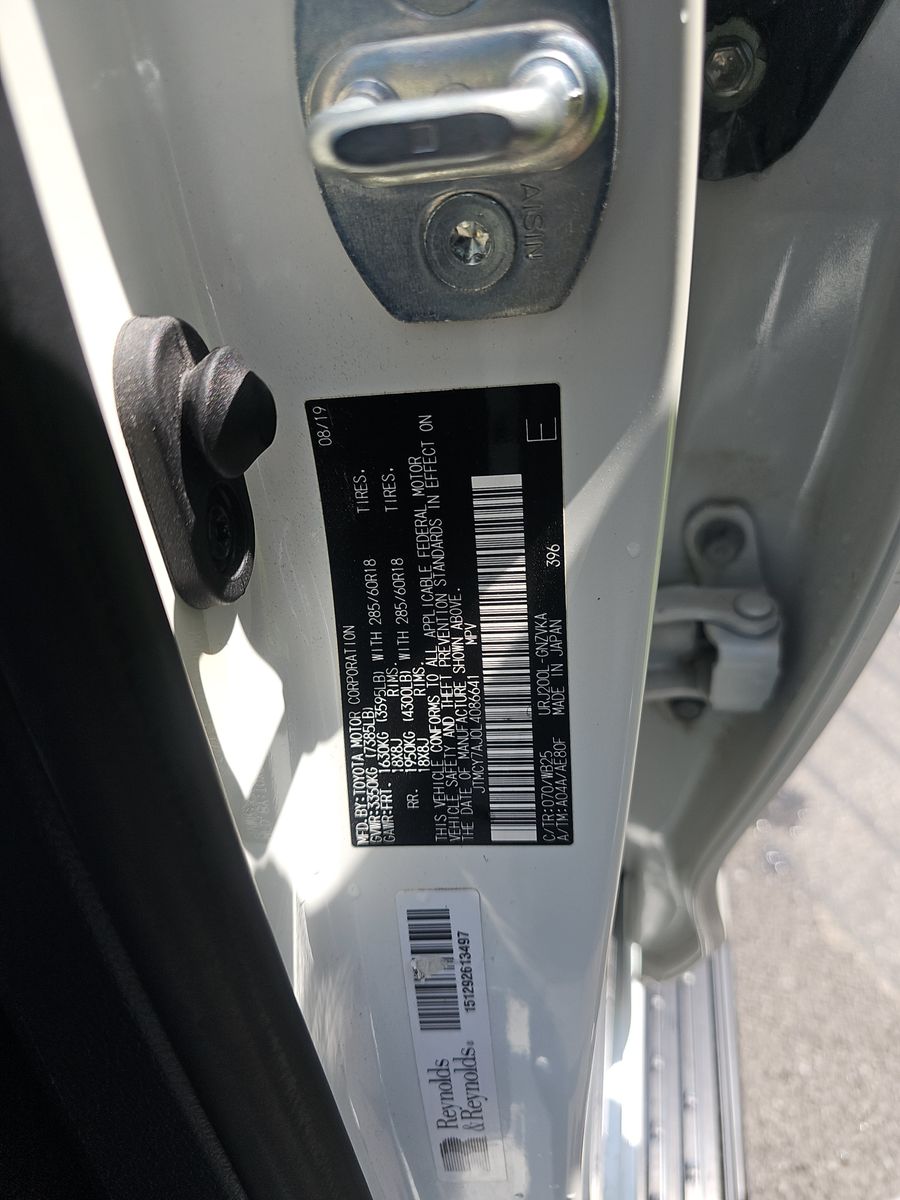 AISIN
MFD.BY:TOYOTA MOTOR CORPORATION 08/19
GVWR:3350KG (7385LB)
GAWR:FRT. 1630KG (3595LB) WITH 285/60R18 TIRES.
18X8J RIMS.
RR. 1950KG (4300LB) WITH 285/60R18 TIRES.
18X8J RIMS.
THIS VEHICLE CONFORMS TO ALL APPLICABLE FEDERAL MOTOR
VEHICLE SAFETY AND THEFT PREVENTION STANDARDS IN EFFECT ON
THE DATE OF MANUFACTURE SHOWN ABOVE.
JTMCY7AJ0L4086641 MPV
C/TR:070/WB25 URJ200L-GNZVKA
A/TM:A04A/AE80F MADE IN JAPAN 396 E
151292613497
Reynolds
& Reynolds®